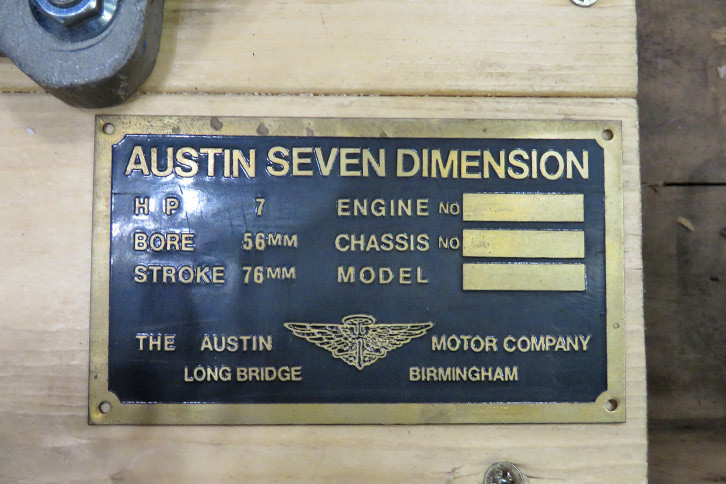 AUSTIN SEVEN DIMENSION
H P 7 ENGINE NO
BORE 56MM CHASSIS NO
STROKE 76MM MODEL
THE AUSTIN MOTOR COMPANY
LONG BRIDGE BIRMINGHAM